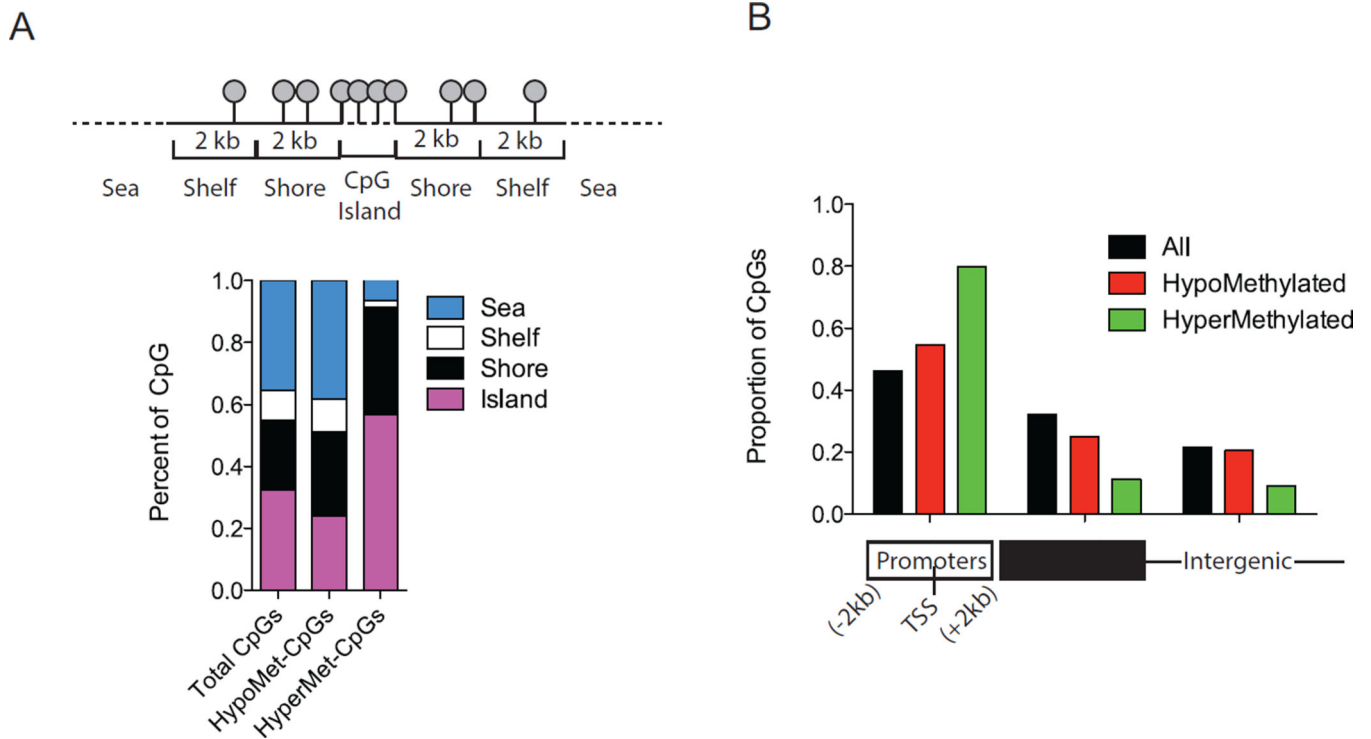 A
2 kb 2 kb 2 kb 2 kb
Sea Shelf Shore CpG Island Shore Shelf Sea
Percent of CpG
1.0
0.8
0.6
0.4
0.2
0.0
Sea
Shelf
Shore
Island
Total CpGs
HypoMet-CpGs
HyperMet-CpGs
B
Proportion of CpGs
1.0
0.8
0.6
0.4
0.2
0.0
All
HypoMethylated
HyperMethylated
Promoters Intergenic
(-2kb) TSS (+2kb)